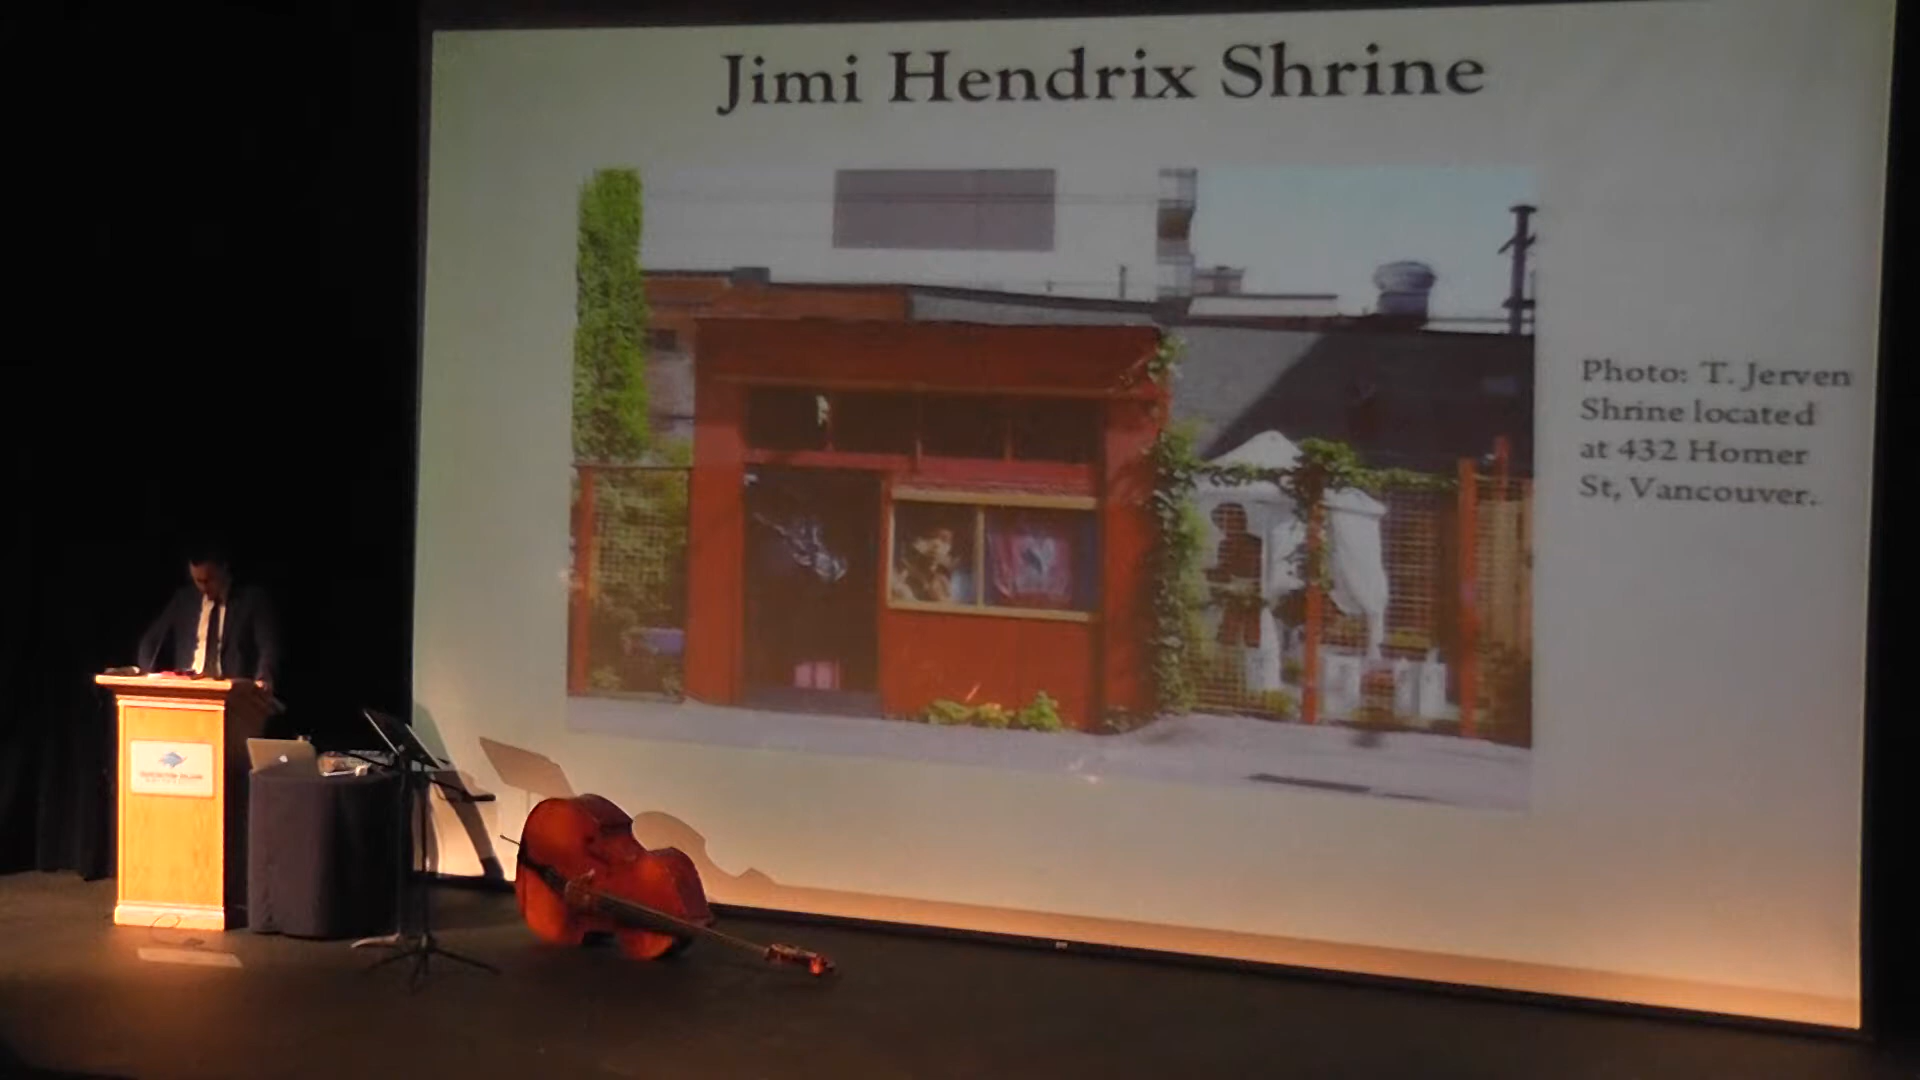 Jimi Hendrix Shrine
Photo: T. Jerven
Shrine located
at 432 Homer
St, Vancouver.